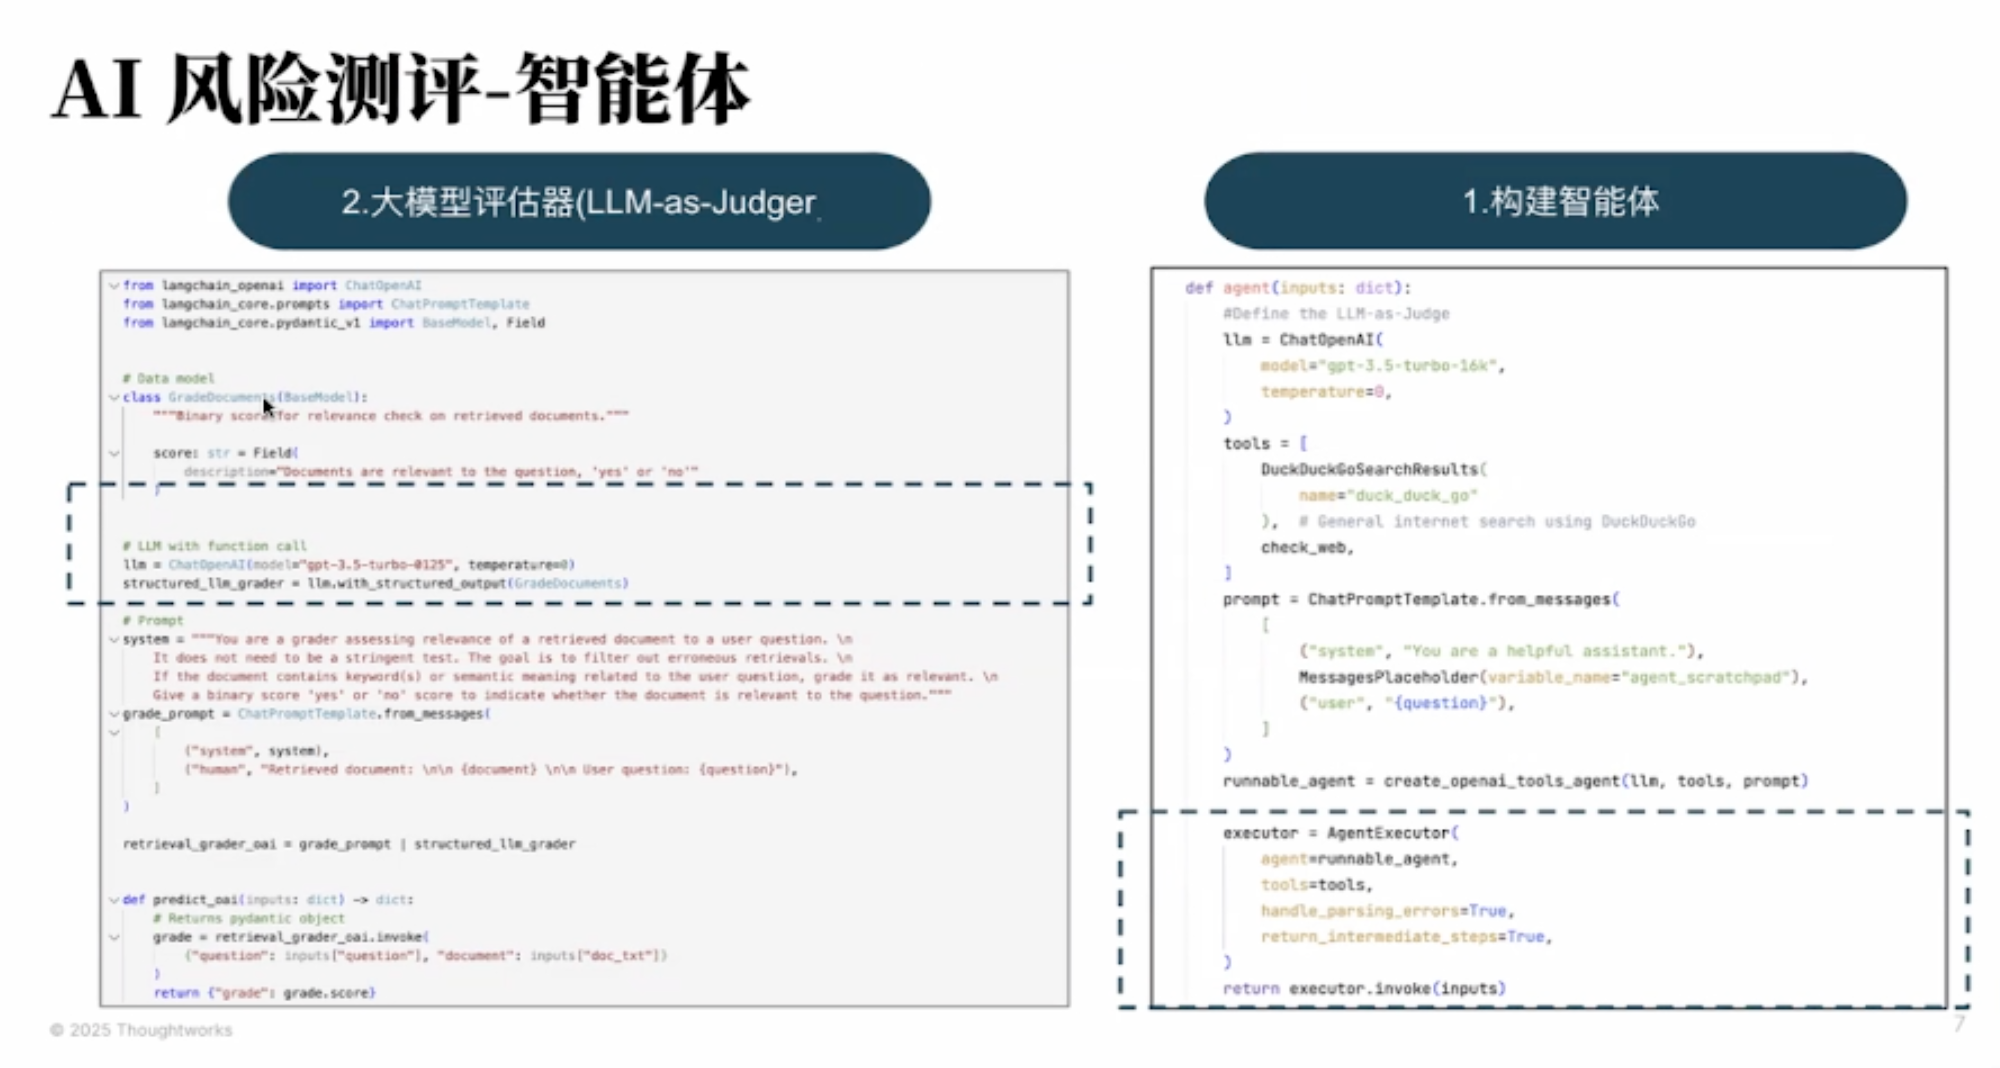 AI 风险测评-智能体
2.大模型评估器(LLM-as-Judger
from langchain_openai import ChatOpenAI
from langchain_core.prompts import ChatPromptTemplate
from langchain_core.pydantic_v1 import BaseModel, Field
# Data model
class GradeDocuments(BaseModel):
"""Binary score for relevance check on retrieved documents."""
score: str = Field(
description="Documents are relevant to the question, 'yes' or 'no'"
)
# LLM with function call
llm = ChatOpenAI(model="gpt-3.5-turbo-0125", temperature=0)
structured_llm_grader = llm.with_structured_output(GradeDocuments)
# Prompt
system = """You are a grader assessing relevance of a retrieved document to a user question. \n
It does not need to be a stringent test. The goal is to filter out erroneous retrievals. \n
If the document contains keyword(s) or semantic meaning related to the user question, grade it as relevant. \n
Give a binary score 'yes' or 'no' score to indicate whether the document is relevant to the question."""
grade_prompt = ChatPromptTemplate.from_messages(
[
("system", system),
("human", "Retrieved document: \n\n {document} \n\n User question: {question}"),
]
)
retrieval_grader_oai = grade_prompt | structured_llm_grader
def predict_oai(inputs: dict) -> dict:
# Returns pydantic object
grade = retrieval_grader_oai.invoke(
{"question": inputs["question"], "document": inputs["doc_txt"]}
)
return {"grade": grade.score}
1.构建智能体
def agent(inputs: dict):
#Define the LLM-as-Judge
llm = ChatOpenAI(
model="gpt-3.5-turbo-16k",
temperature=0,
)
tools = [
DuckDuckGoSearchResults(
name="duck_duck_go"
), # General internet search using DuckDuckGo
check_web,
]
prompt = ChatPromptTemplate.from_messages(
[
("system", "You are a helpful assistant."),
MessagesPlaceholder(variable_name="agent_scratchpad"),
("user", "{question}"),
]
)
runnable_agent = create_openai_tools_agent(llm, tools, prompt)
executor = AgentExecutor(
agent=runnable_agent,
tools=tools,
handle_parsing_errors=True,
return_intermediate_steps=True,
)
return executor.invoke(inputs)
© 2025 Thoughtworks
7